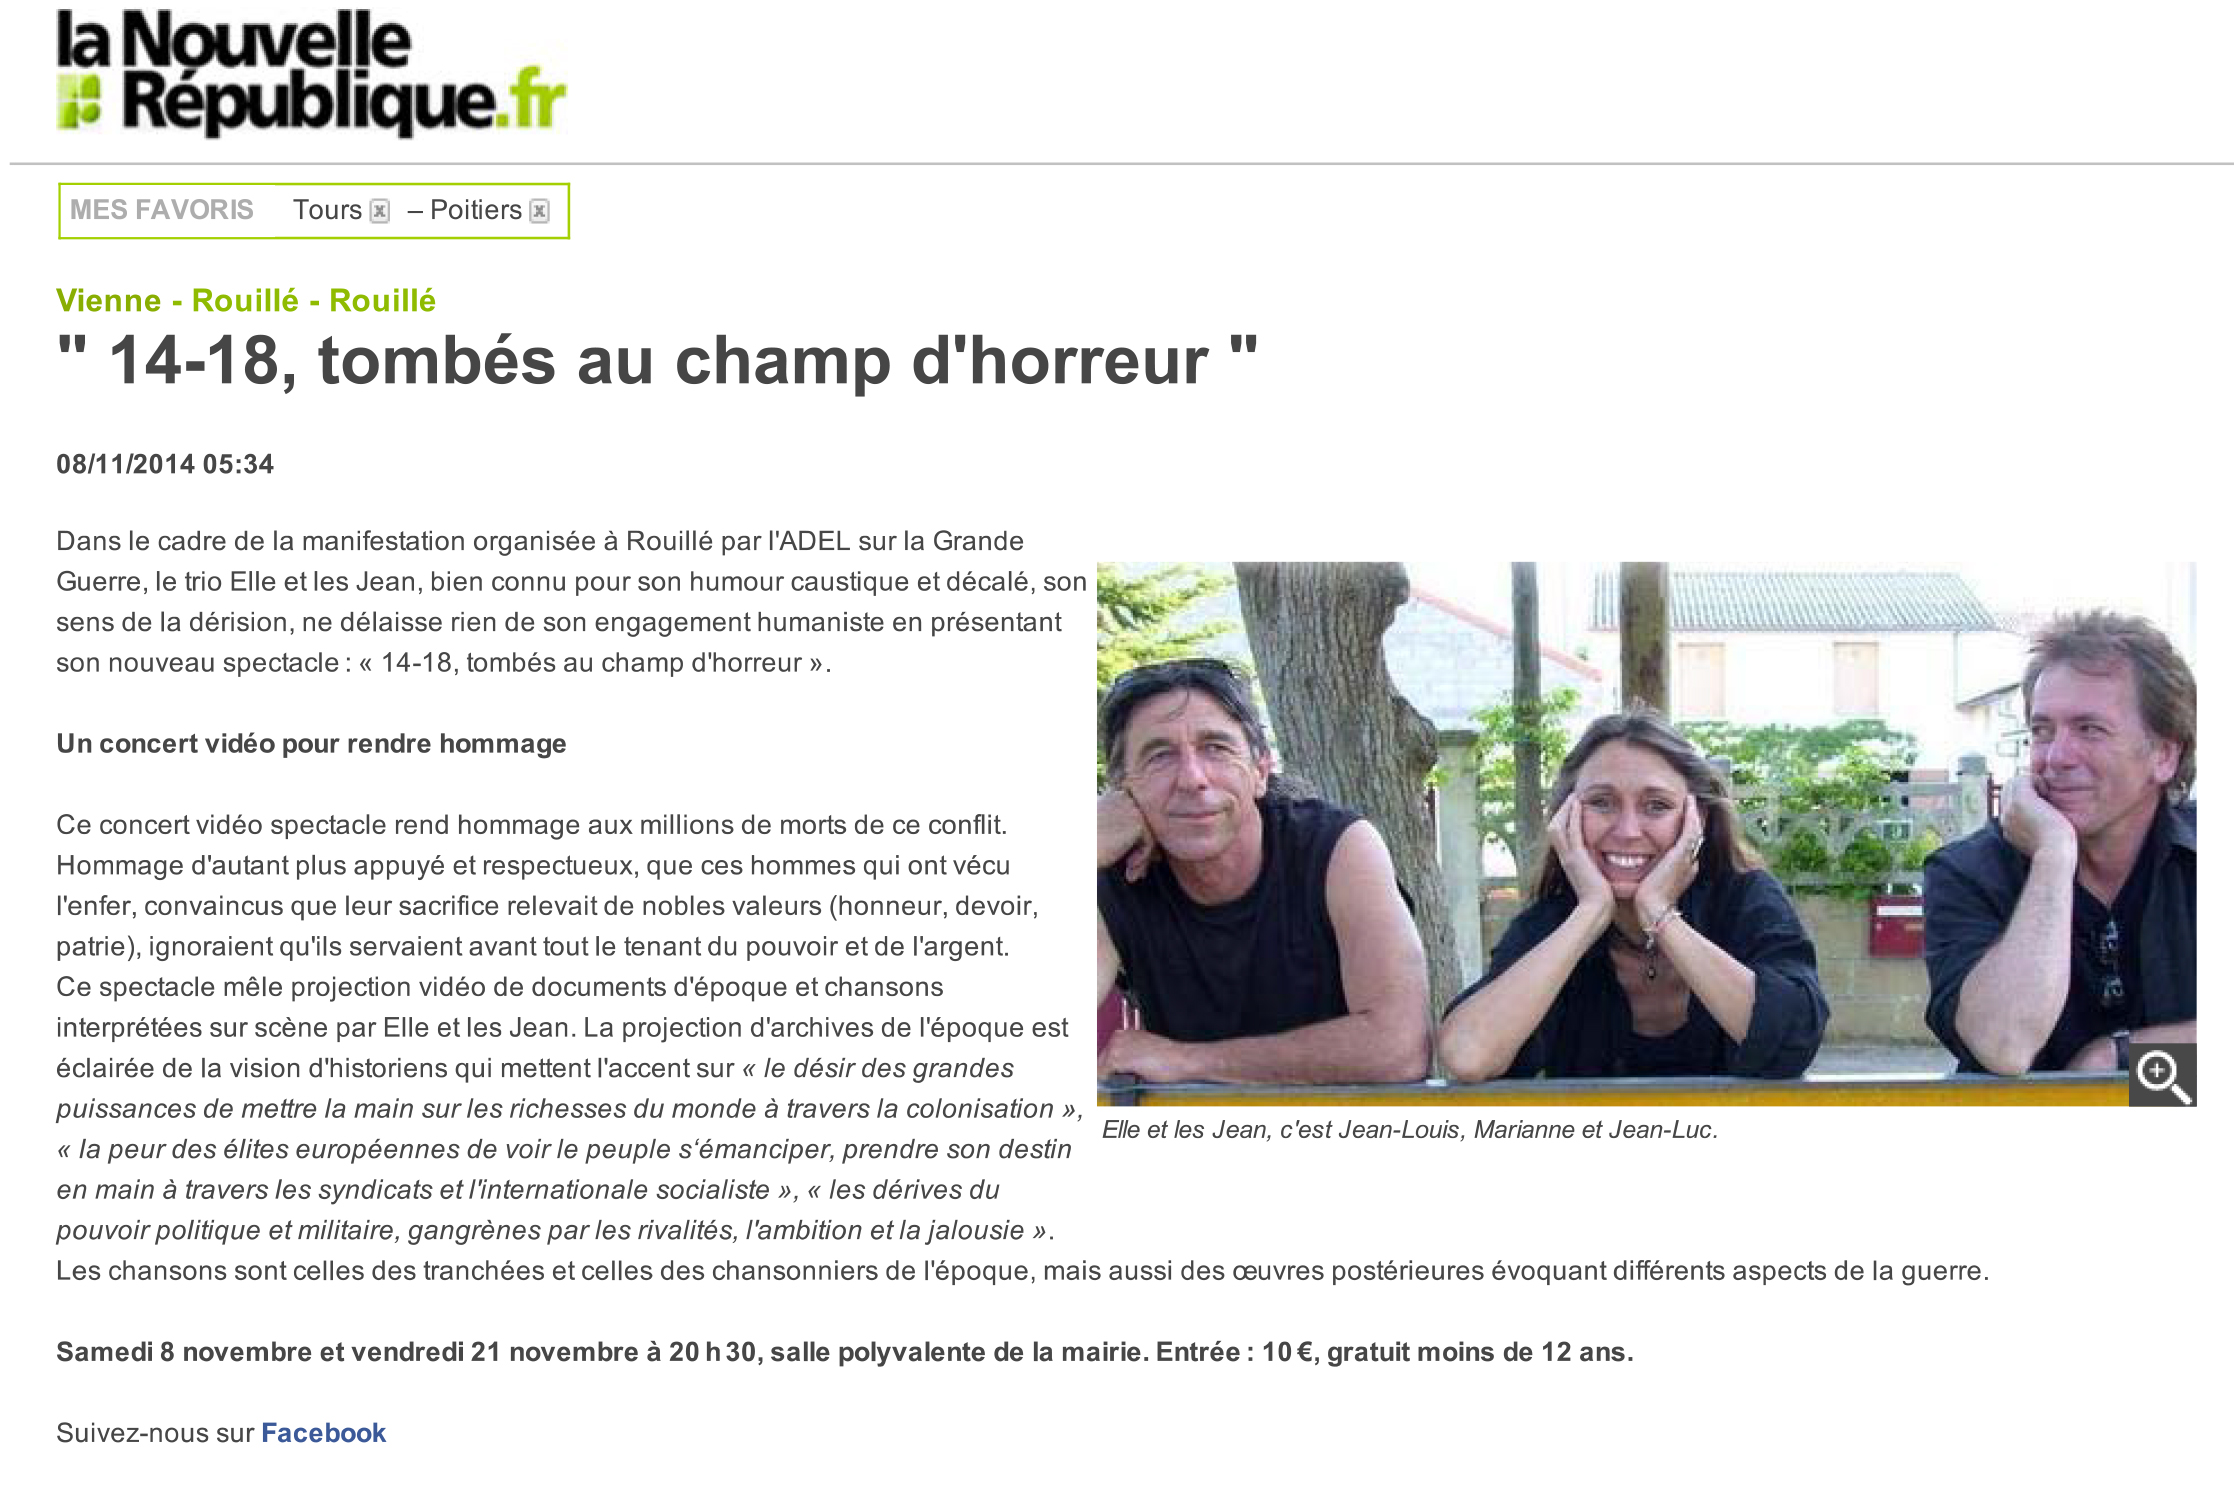 la Nouvelle
République.fr
MES FAVORIS Tours x – Poitiers x
Vienne - Rouillé - Rouillé
" 14-18, tombés au champ d'horreur "
08/11/2014 05:34
Dans le cadre de la manifestation organisée à Rouillé par l'ADEL sur la Grande
Guerre, le trio Elle et les Jean, bien connu pour son humour caustique et décalé, son
sens de la dérision, ne délaisse rien de son engagement humaniste en présentant
son nouveau spectacle : « 14-18, tombés au champ d'horreur ».
Un concert vidéo pour rendre hommage
Ce concert vidéo spectacle rend hommage aux millions de morts de ce conflit.
Hommage d'autant plus appuyé et respectueux, que ces hommes qui ont vécu
l'enfer, convaincus que leur sacrifice relevait de nobles valeurs (honneur, devoir,
patrie), ignoraient qu'ils servaient avant tout le tenant du pouvoir et de l'argent.
Ce spectacle mêle projection vidéo de documents d'époque et chansons
interprétées sur scène par Elle et les Jean. La projection d'archives de l'époque est
éclairée de la vision d'historiens qui mettent l'accent sur « le désir des grandes
puissances de mettre la main sur les richesses du monde à travers la colonisation »,
« la peur des élites européennes de voir le peuple s‘émanciper, prendre son destin
en main à travers les syndicats et l'internationale socialiste », « les dérives du
pouvoir politique et militaire, gangrènes par les rivalités, l'ambition et la jalousie ».
Les chansons sont celles des tranchées et celles des chansonniers de l'époque, mais aussi des œuvres postérieures évoquant différents aspects de la guerre.
Elle et les Jean, c'est Jean-Louis, Marianne et Jean-Luc.
Samedi 8 novembre et vendredi 21 novembre à 20 h 30, salle polyvalente de la mairie. Entrée : 10 €, gratuit moins de 12 ans.
Suivez-nous sur Facebook